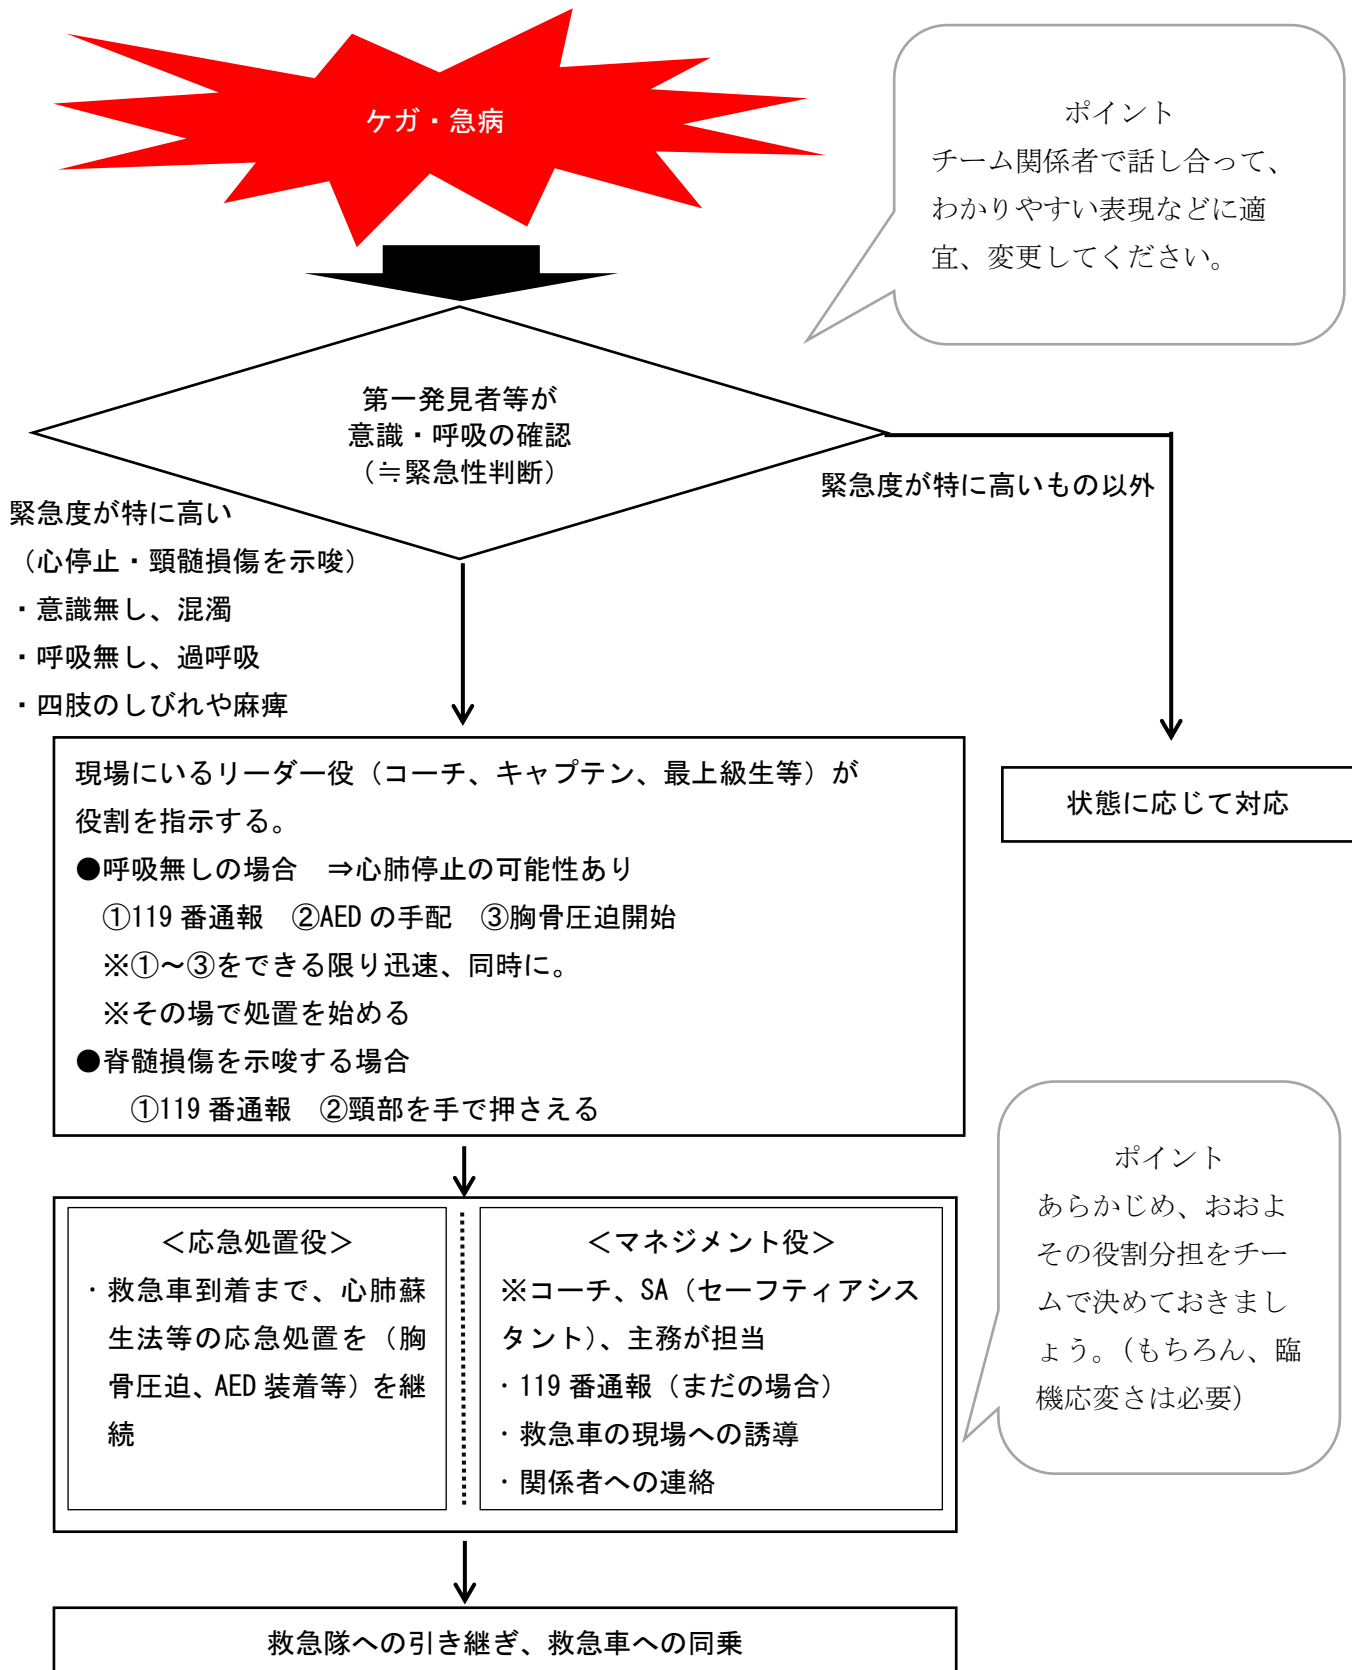 ケガ・急病
ポイント
チーム関係者で話し合って、
わかりやすい表現などに適
宜、変更してください。
第一発見者等が
意識・呼吸の確認
（≒緊急性判断）
緊急度が特に高いもの以外
緊急度が特に高い
（心停止・頸髄損傷を示唆）
・意識無し、混濁
・呼吸無し、過呼吸
・四肢のしびれや麻痺
現場にいるリーダー役（コーチ、キャプテン、最上級生等）が
役割を指示する。
●呼吸無しの場合　⇒心肺停止の可能性あり
①119 番通報　②AED の手配　③胸骨圧迫開始
※①～③をできる限り迅速、同時に。
※その場で処置を始める
●脊髄損傷を示唆する場合
①119 番通報　②頸部を手で押さえる
状態に応じて対応
＜応急処置役＞
・救急車到着まで、心肺蘇
生法等の応急処置を（胸
骨圧迫、AED 装着等）を継
続
＜マネジメント役＞
※コーチ、SA（セーフティアシス
タント）、主務が担当
・119 番通報（まだの場合）
・救急車の現場への誘導
・関係者への連絡
ポイント
あらかじめ、おおよ
その役割分担をチー
ムで決めておきまし
ょう。（もちろん、臨
機応変さは必要）
救急隊への引き継ぎ、救急車への同乗